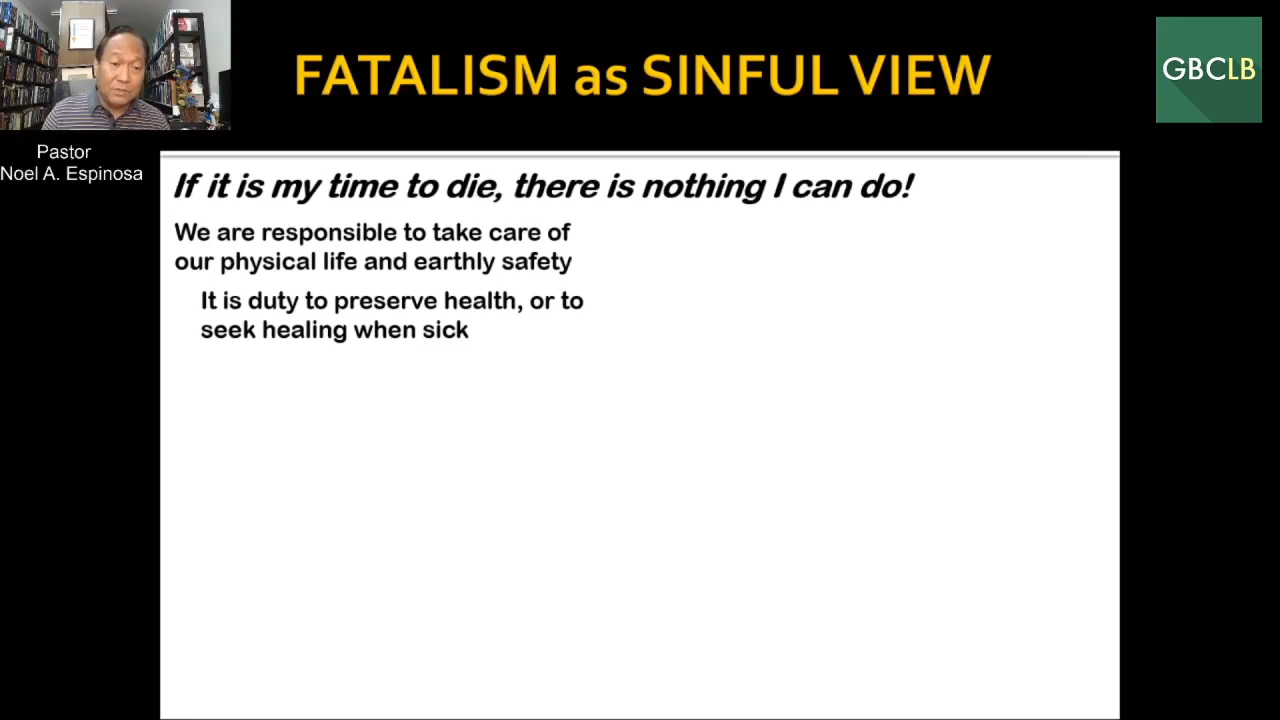 FATALISM as SINFUL VIEW
GBCLB
Pastor
Noel A. Espinosa
If it is my time to die, there is nothing I can do!
We are responsible to take care of
our physical life and earthly safety
It is duty to preserve health, or to
seek healing when sick